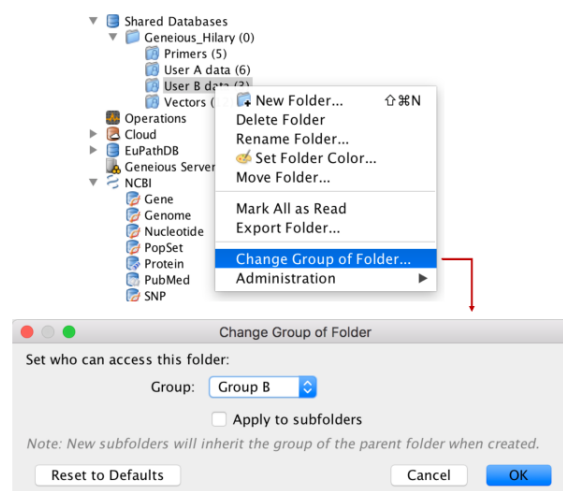 Shared Databases
Geneious_Hilary (0)
Primers (5)
User A data (6)
User B data (3)
Vectors (
Operations
Cloud
EuPathDB
Geneious Server
NCBI
Gene
Genome
Nucleotide
PopSet
Protein
PubMed
SNP
New Folder... ⇧⌘N
Delete Folder
Rename Folder...
Set Folder Color...
Move Folder...
Mark All as Read
Export Folder...
Change Group of Folder...
Administration
Change Group of Folder
Set who can access this folder:
Group: Group B
Apply to subfolders
Note: New subfolders will inherit the group of the parent folder when created.
Reset to Defaults Cancel OK